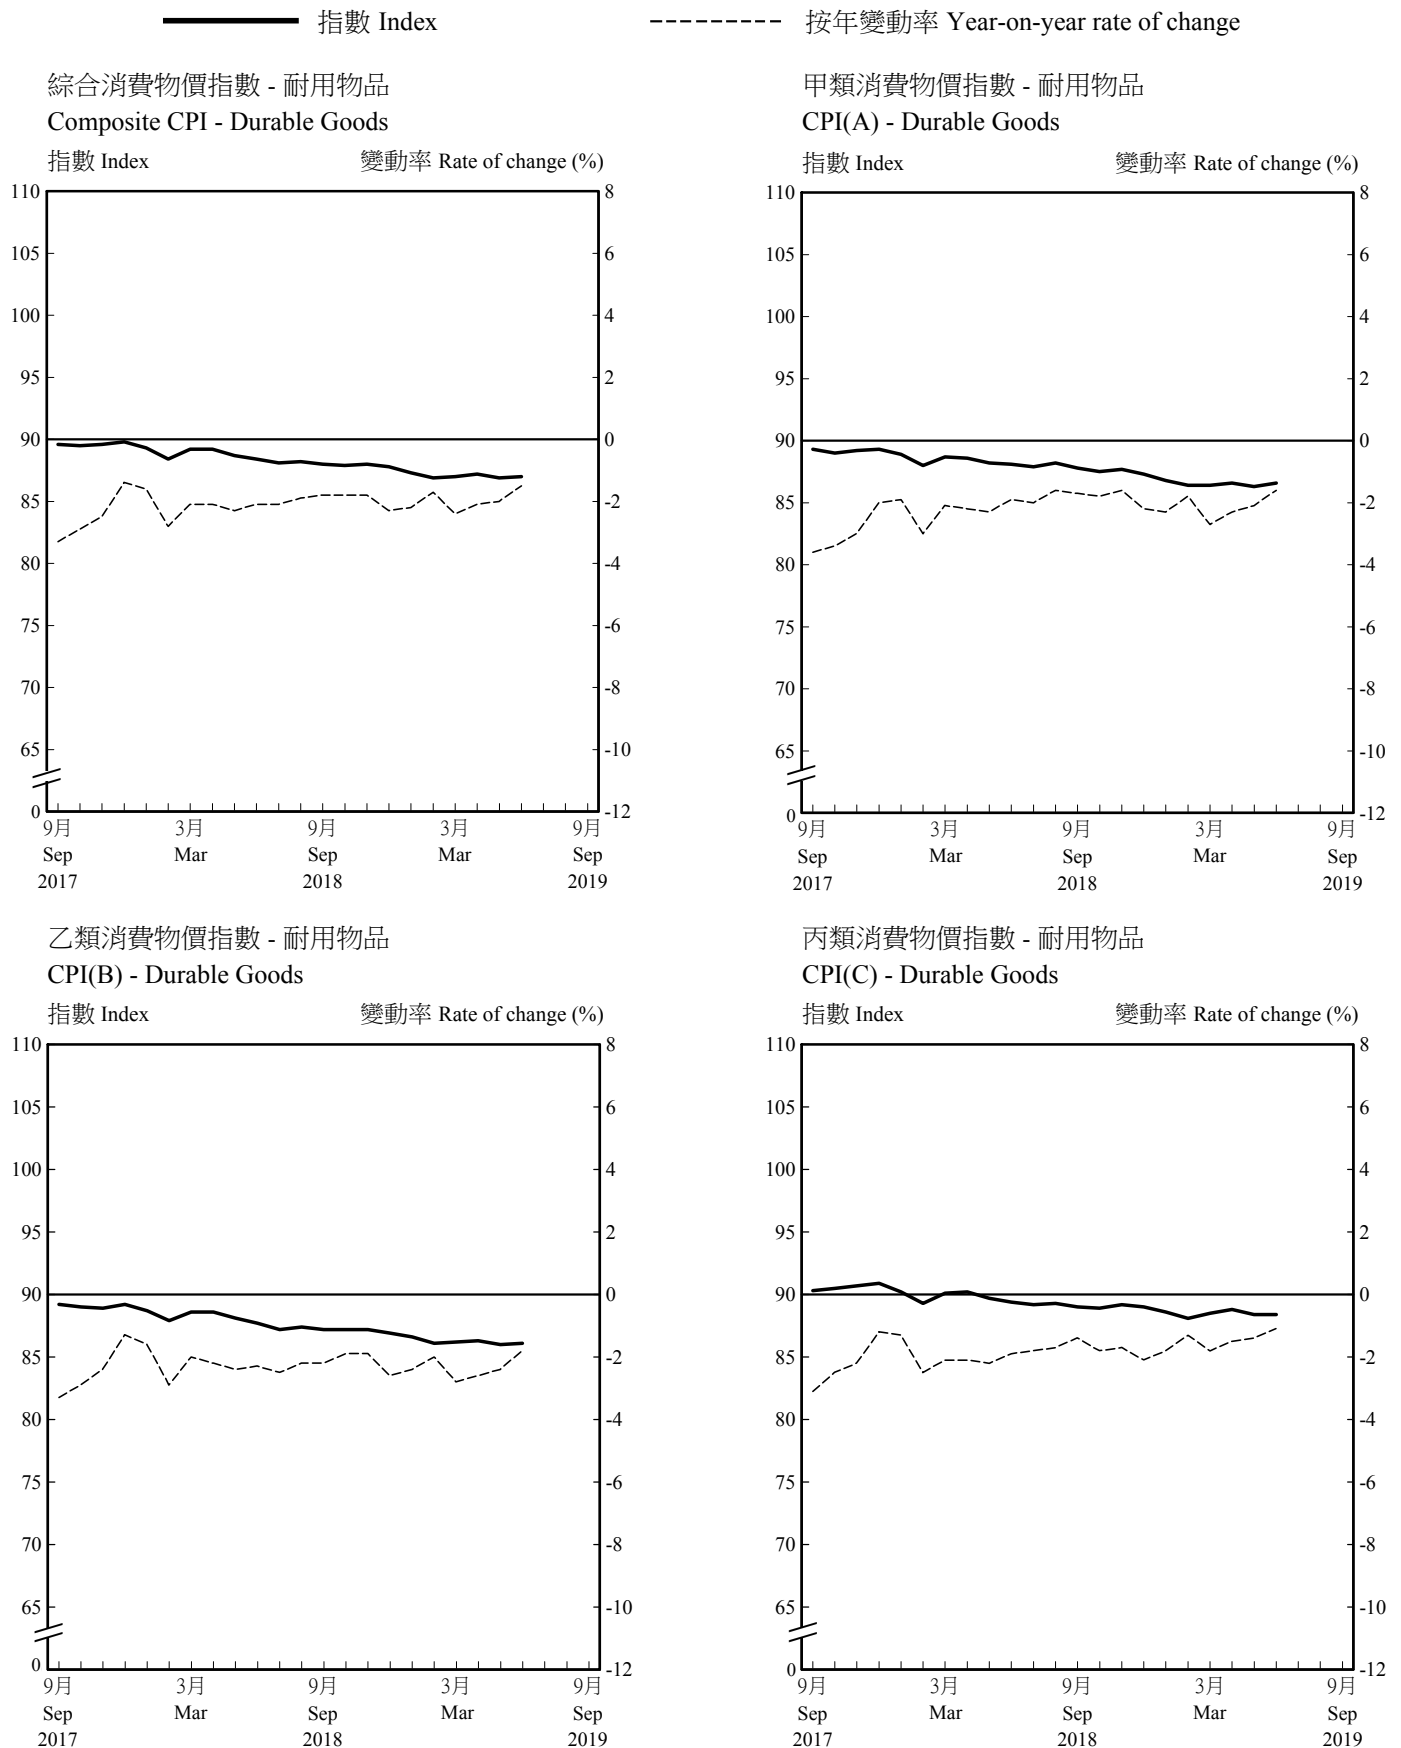 指數 Index
按年變動率 Year-on-year rate of change
綜合消費物價指數 - 耐用物品
Composite CPI - Durable Goods
指數 Index 變動率 Rate of change (%)
110 8
105 6
100 4
95 2
90 0
85 -2
80 -4
75 -6
70 -8
65 -10
0 -12
9月 3月 9月 3月 9月
Sep Mar Sep Mar Sep
2017 2018 2019
甲類消費物價指數 - 耐用物品
CPI(A) - Durable Goods
指數 Index 變動率 Rate of change (%)
110 8
105 6
100 4
95 2
90 0
85 -2
80 -4
75 -6
70 -8
65 -10
0 -12
9月 3月 9月 3月 9月
Sep Mar Sep Mar Sep
2017 2018 2019
乙類消費物價指數 - 耐用物品
CPI(B) - Durable Goods
指數 Index 變動率 Rate of change (%)
110 8
105 6
100 4
95 2
90 0
85 -2
80 -4
75 -6
70 -8
65 -10
0 -12
9月 3月 9月 3月 9月
Sep Mar Sep Mar Sep
2017 2018 2019
丙類消費物價指數 - 耐用物品
CPI(C) - Durable Goods
指數 Index 變動率 Rate of change (%)
110 8
105 6
100 4
95 2
90 0
85 -2
80 -4
75 -6
70 -8
65 -10
0 -12
9月 3月 9月 3月 9月
Sep Mar Sep Mar Sep
2017 2018 2019